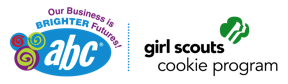 Our Business is
BRIGHTER Futures!
abc®
girl scouts
cookie program